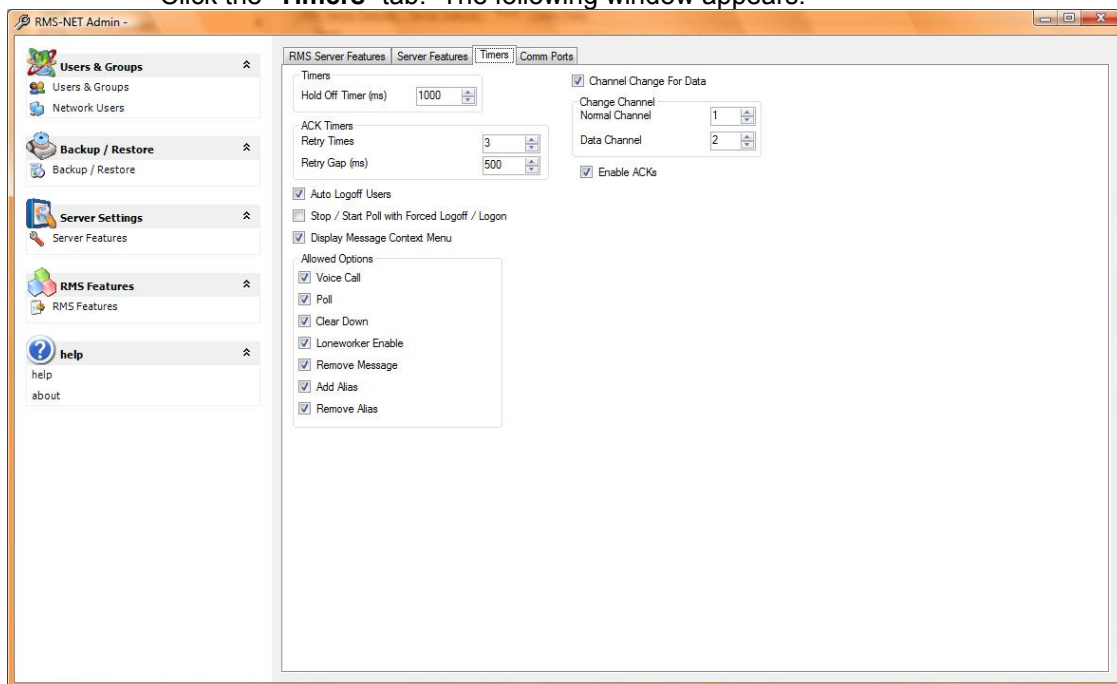 Click the "Timers" tab. The following window appears:
RMS-NET Admin -
Users & Groups
Users & Groups
Network Users
Backup / Restore
Backup / Restore
Server Settings
Server Features
RMS Features
RMS Features
help
help
about
RMS Server Features Server Features Timers Comm Ports
Timers
Hold Off Timer (ms) 1000
ACK Timers
Retry Times 3
Retry Gap (ms) 500
Auto Logoff Users
Stop / Start Poll with Forced Logoff / Logon
Display Message Context Menu
Allowed Options
Voice Call
Poll
Clear Down
Loneworker Enable
Remove Message
Add Alias
Remove Alias
Channel Change For Data
Change Channel
Normal Channel 1
Data Channel 2
Enable ACKs